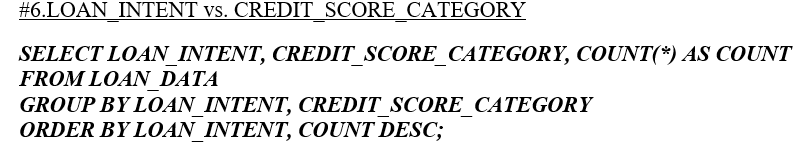 #6.LOAN_INTENT vs. CREDIT_SCORE_CATEGORY
SELECT LOAN_INTENT, CREDIT_SCORE_CATEGORY, COUNT(*) AS COUNT
FROM LOAN_DATA
GROUP BY LOAN_INTENT, CREDIT_SCORE_CATEGORY
ORDER BY LOAN_INTENT, COUNT DESC;